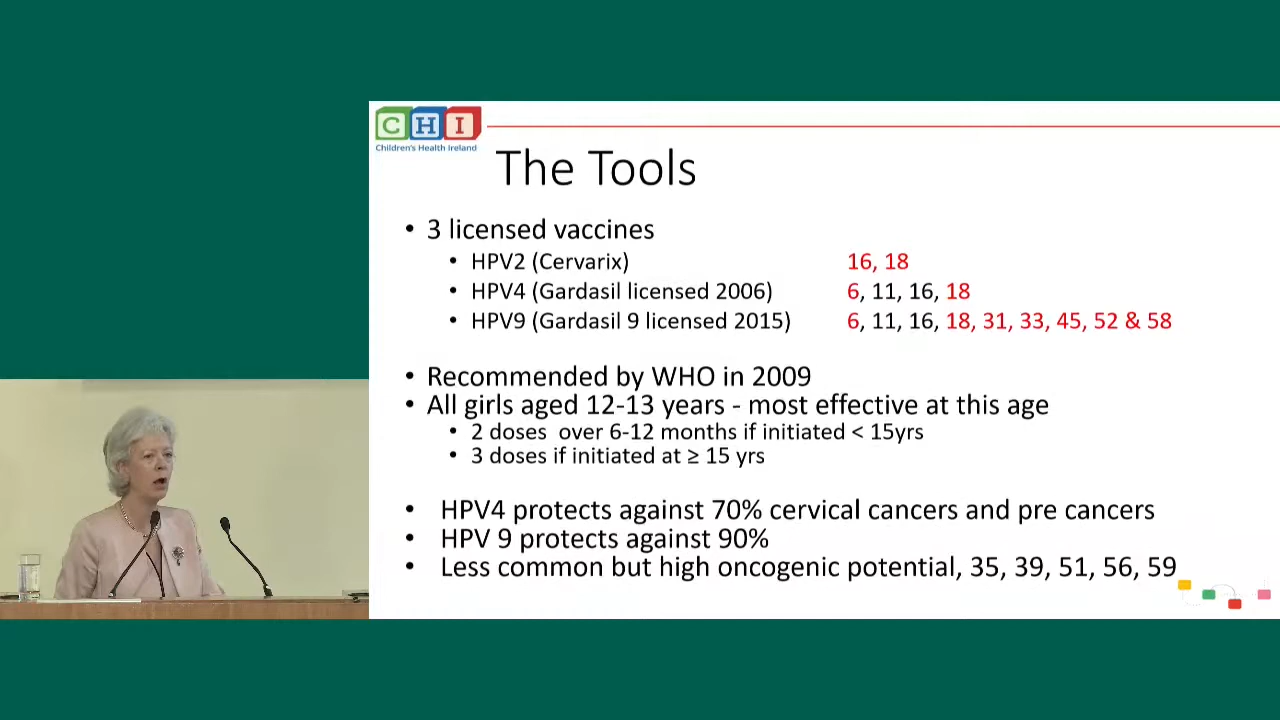 CHI
Children's Health Ireland
The Tools
• 3 licensed vaccines
• HPV2 (Cervarix) 16, 18
• HPV4 (Gardasil licensed 2006) 6, 11, 16, 18
• HPV9 (Gardasil 9 licensed 2015) 6, 11, 16, 18, 31, 33, 45, 52 & 58
• Recommended by WHO in 2009
• All girls aged 12-13 years - most effective at this age
• 2 doses over 6-12 months if initiated < 15yrs
• 3 doses if initiated at ≥ 15 yrs
• HPV4 protects against 70% cervical cancers and pre cancers
• HPV 9 protects against 90%
• Less common but high oncogenic potential, 35, 39, 51, 56, 59